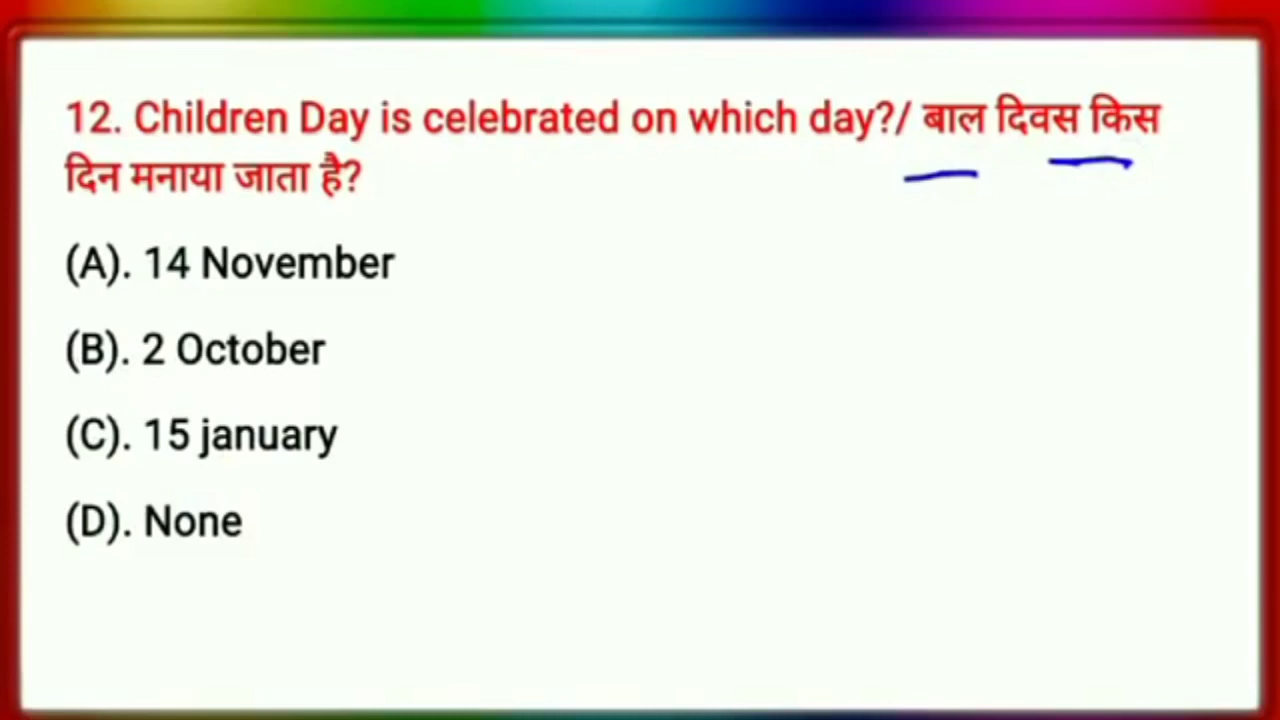 12. Children Day is celebrated on which day?/ बाल दिवस किस
दिन मनाया जाता है?
(A). 14 November
(B). 2 October
(C). 15 january
(D). None